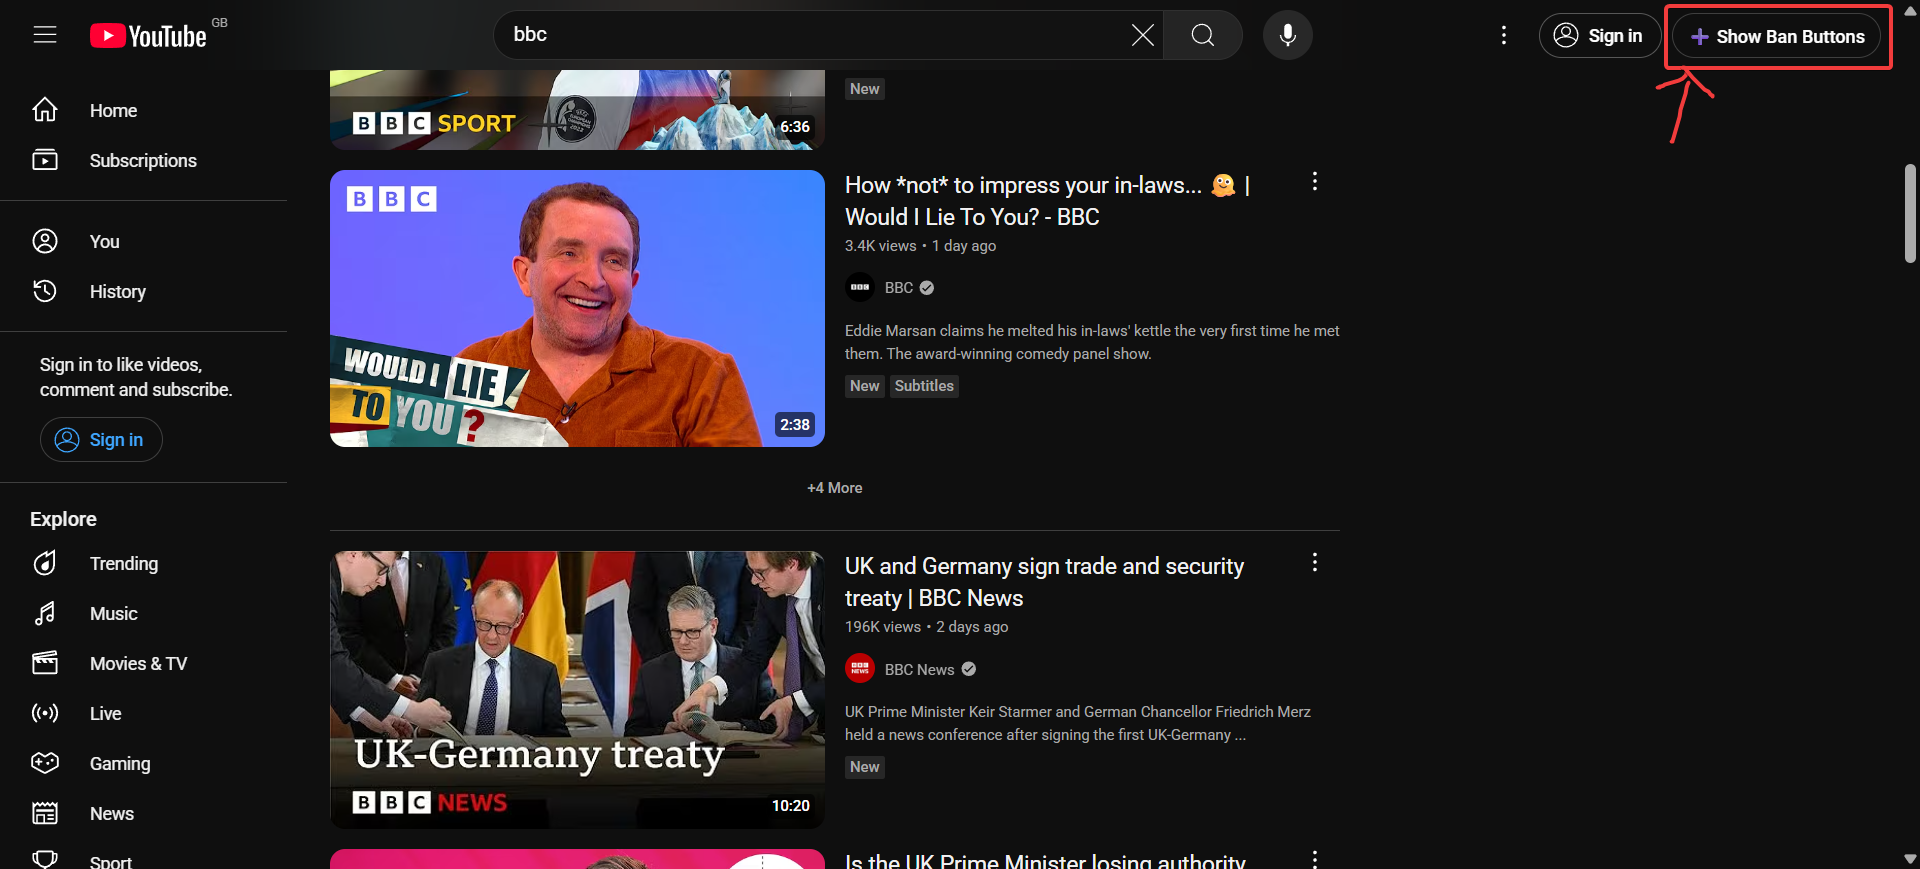 YouTube GB
bbc
Sign in
Show Ban Buttons
Home
Subscriptions
You
History
Sign in to like videos,
comment and subscribe.
Sign in
Explore
Trending
Music
Movies & TV
Live
Gaming
News
Sport
BBC SPORT
6:36
New
BBC
WOULD I LIE
TO YOU?
2:38
How *not* to impress your in-laws... 🫠 |
Would I Lie To You? - BBC
3.4K views • 1 day ago
BBC
Eddie Marsan claims he melted his in-laws' kettle the very first time he met
them. The award-winning comedy panel show.
New Subtitles
+4 More
UK-Germany treaty
BBC NEWS
10:20
UK and Germany sign trade and security
treaty | BBC News
196K views • 2 days ago
BBC NEWS
BBC News
UK Prime Minister Keir Starmer and German Chancellor Friedrich Merz
held a news conference after signing the first UK-Germany ...
New
Is the UK Prime Minister losing authority